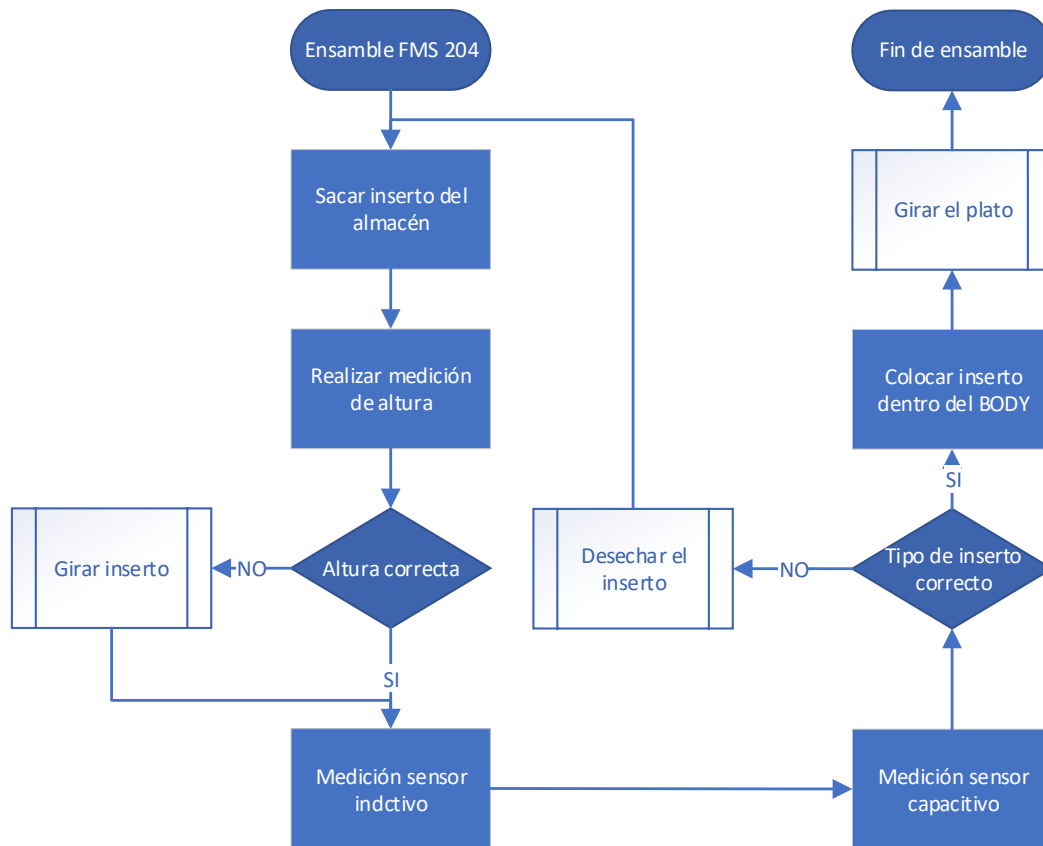 Ensamble FMS 204
Sacar inserto del
almacén
Realizar medición
de altura
Altura correcta
NO
Girar inserto
SI
Medición sensor
indctivo
Medición sensor
capacitivo
Tipo de inserto
correcto
NO
Desechar el
inserto
SI
Colocar inserto
dentro del BODY
Girar el plato
Fin de ensamble